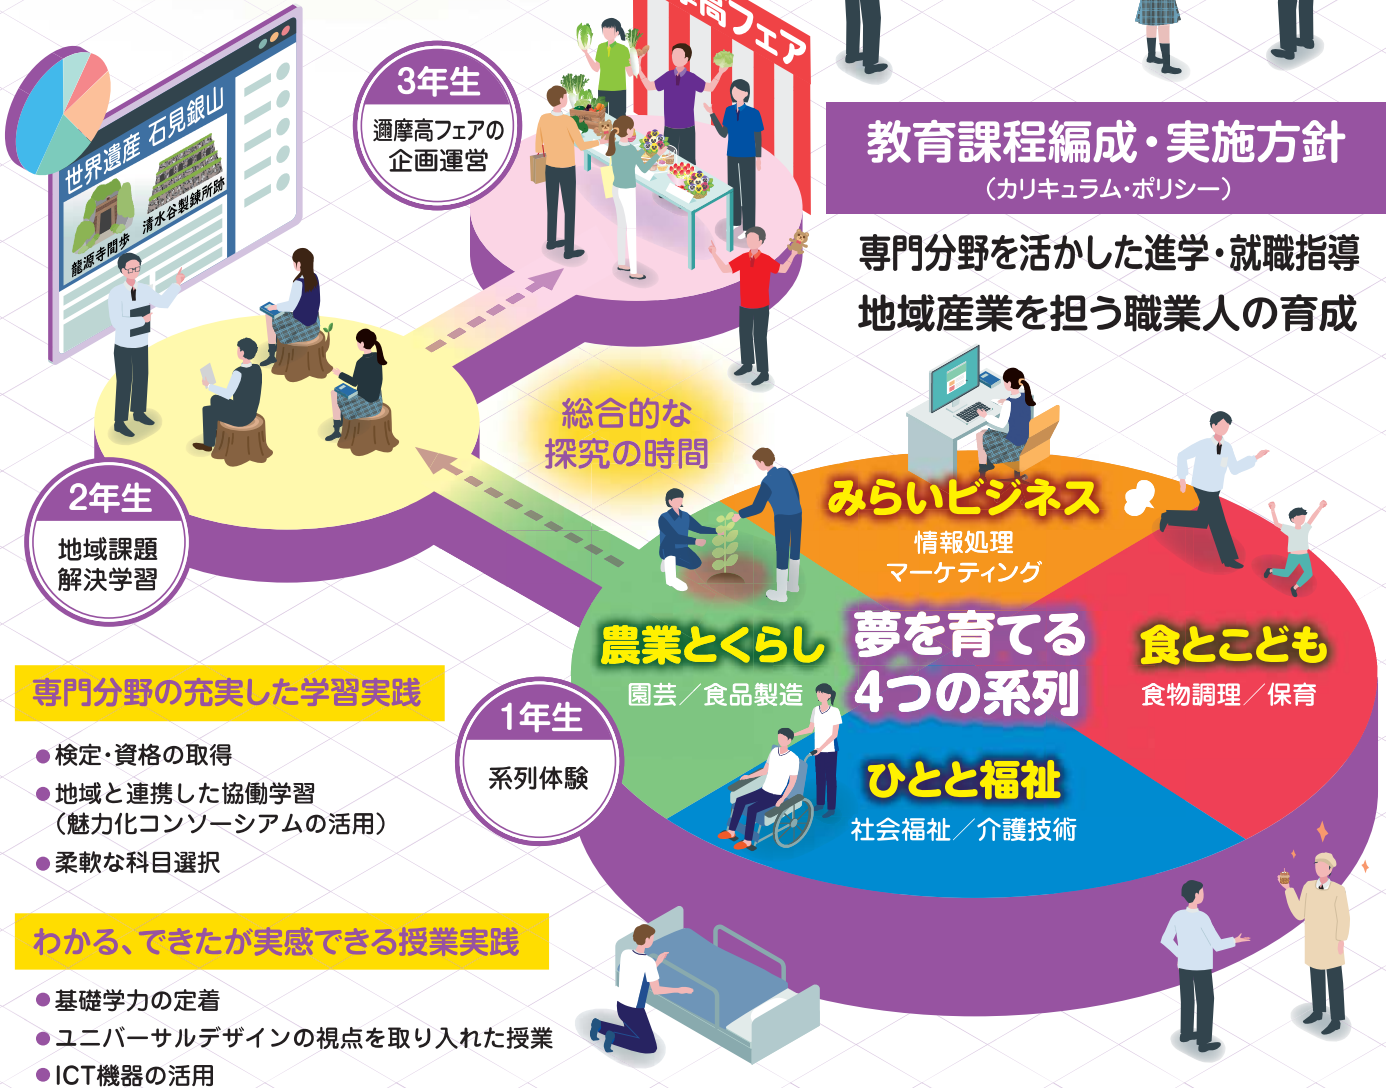 摩高フェア
世界遺産 石見銀山
龍源寺間歩
清水谷製錬所跡
3年生
邇摩高フェアの
企画運営
教育課程編成・実施方針
（カリキュラム・ポリシー）
専門分野を活かした進学・就職指導
地域産業を担う職業人の育成
総合的な
探究の時間
2年生
地域課題
解決学習
みらいビジネス
情報処理
マーケティング
農業とくらし
園芸／食品製造
夢を育てる
4つの系列
食とこども
食物調理／保育
ひとと福祉
社会福祉／介護技術
1年生
系列体験
専門分野の充実した学習実践
●検定・資格の取得
●地域と連携した協働学習
（魅力化コンソーシアムの活用）
●柔軟な科目選択
わかる、できたが実感できる授業実践
●基礎学力の定着
●ユニバーサルデザインの視点を取り入れた授業
●ICT機器の活用